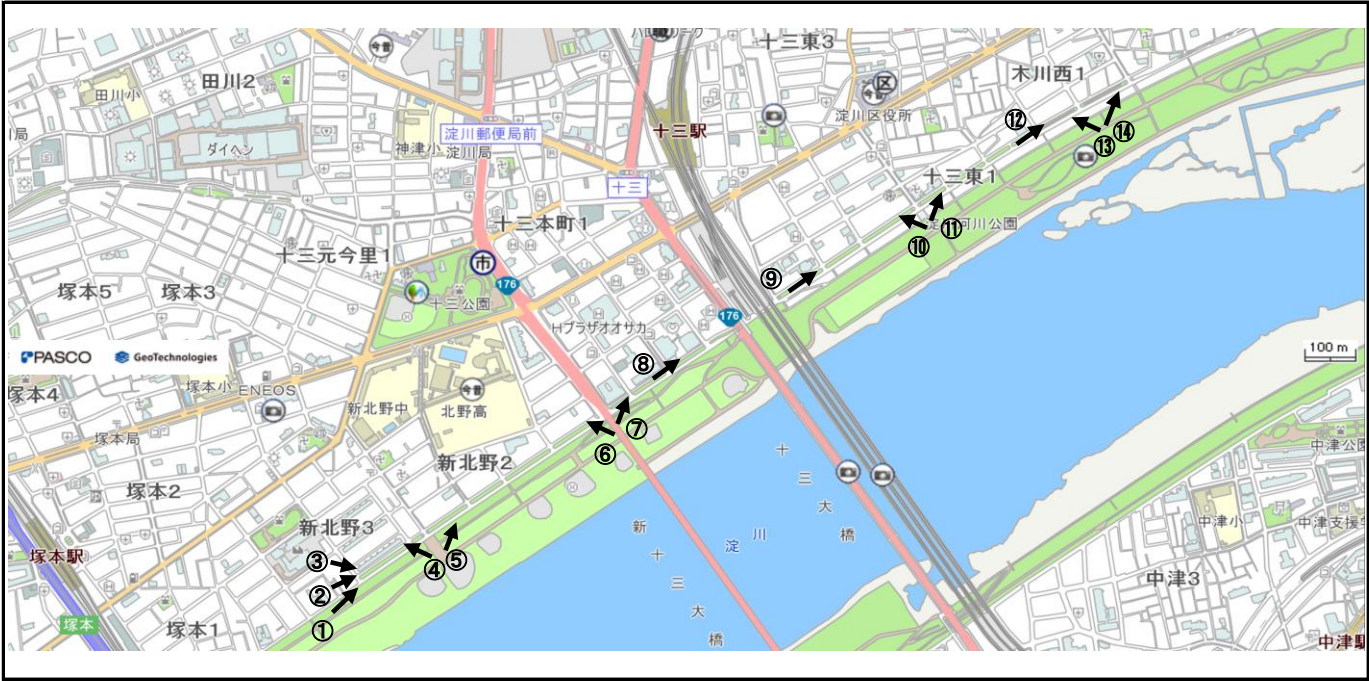 今昔
田川2
田川小
ダイヘン
淀川郵便局前
神津小
淀川局
十三駅
十三
十三東3
区
今
淀川区役所
木川西1
⑫
⑬
⑭
十三東1
⑩
⑪
河川公園
⑨
十三本町1
十三元今里1
市
176
十三公園
塚本5
塚本3
Hプラザオオサカ
176
PASCO
GeoTechnologies
100 m
塚本小
ENEOS
塚本4
塚本局
新北野中
今昔
北野高
⑧
⑦
⑥
新北野2
塚本2
新北野3
③
②
①
④
⑤
塚本駅
塚本
塚本1
新十三大橋
淀川
十三大橋
中津公園
中津小
中津支援
中津3
中津駅